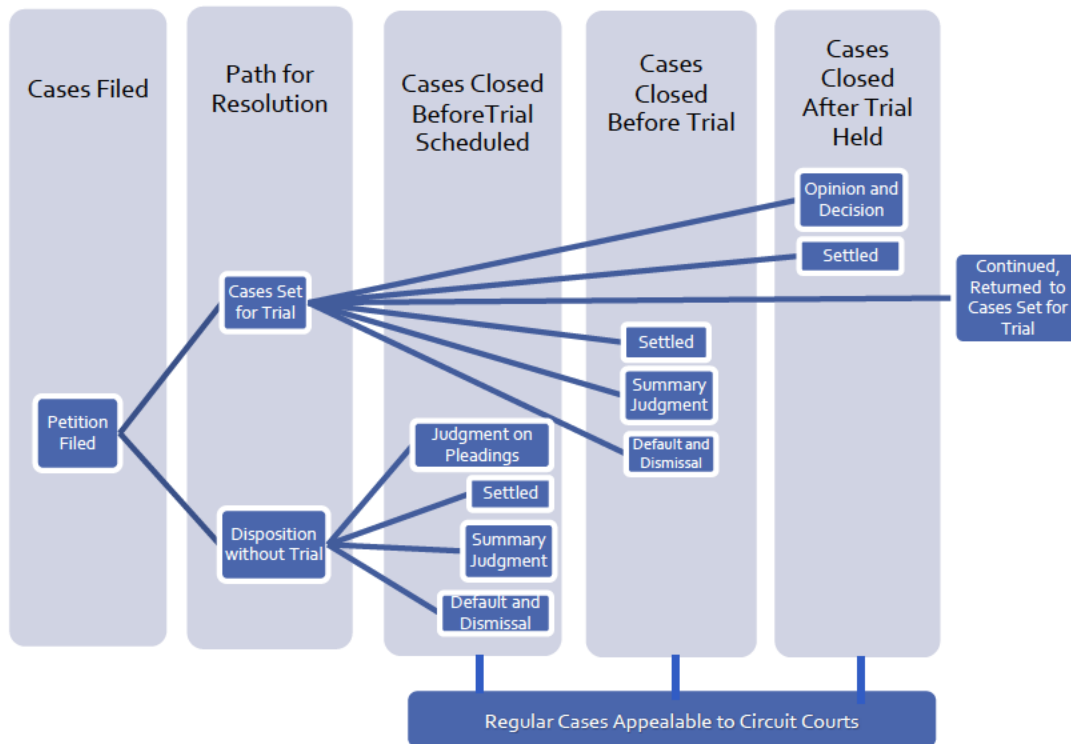 Cases Filed
Path for
Resolution
Cases Closed
BeforeTrial
Scheduled
Cases
Closed
Before Trial
Cases
Closed
After Trial
Held
Opinion and
Decision
Settled
Continued,
Returned to
Cases Set for
Trial
Cases Set
for Trial
Settled
Summary
Judgment
Default and
Dismissal
Petition
Filed
Judgment on
Pleadings
Settled
Disposition
without Trial
Summary
Judgment
Default and
Dismissal
Regular Cases Appealable to Circuit Courts